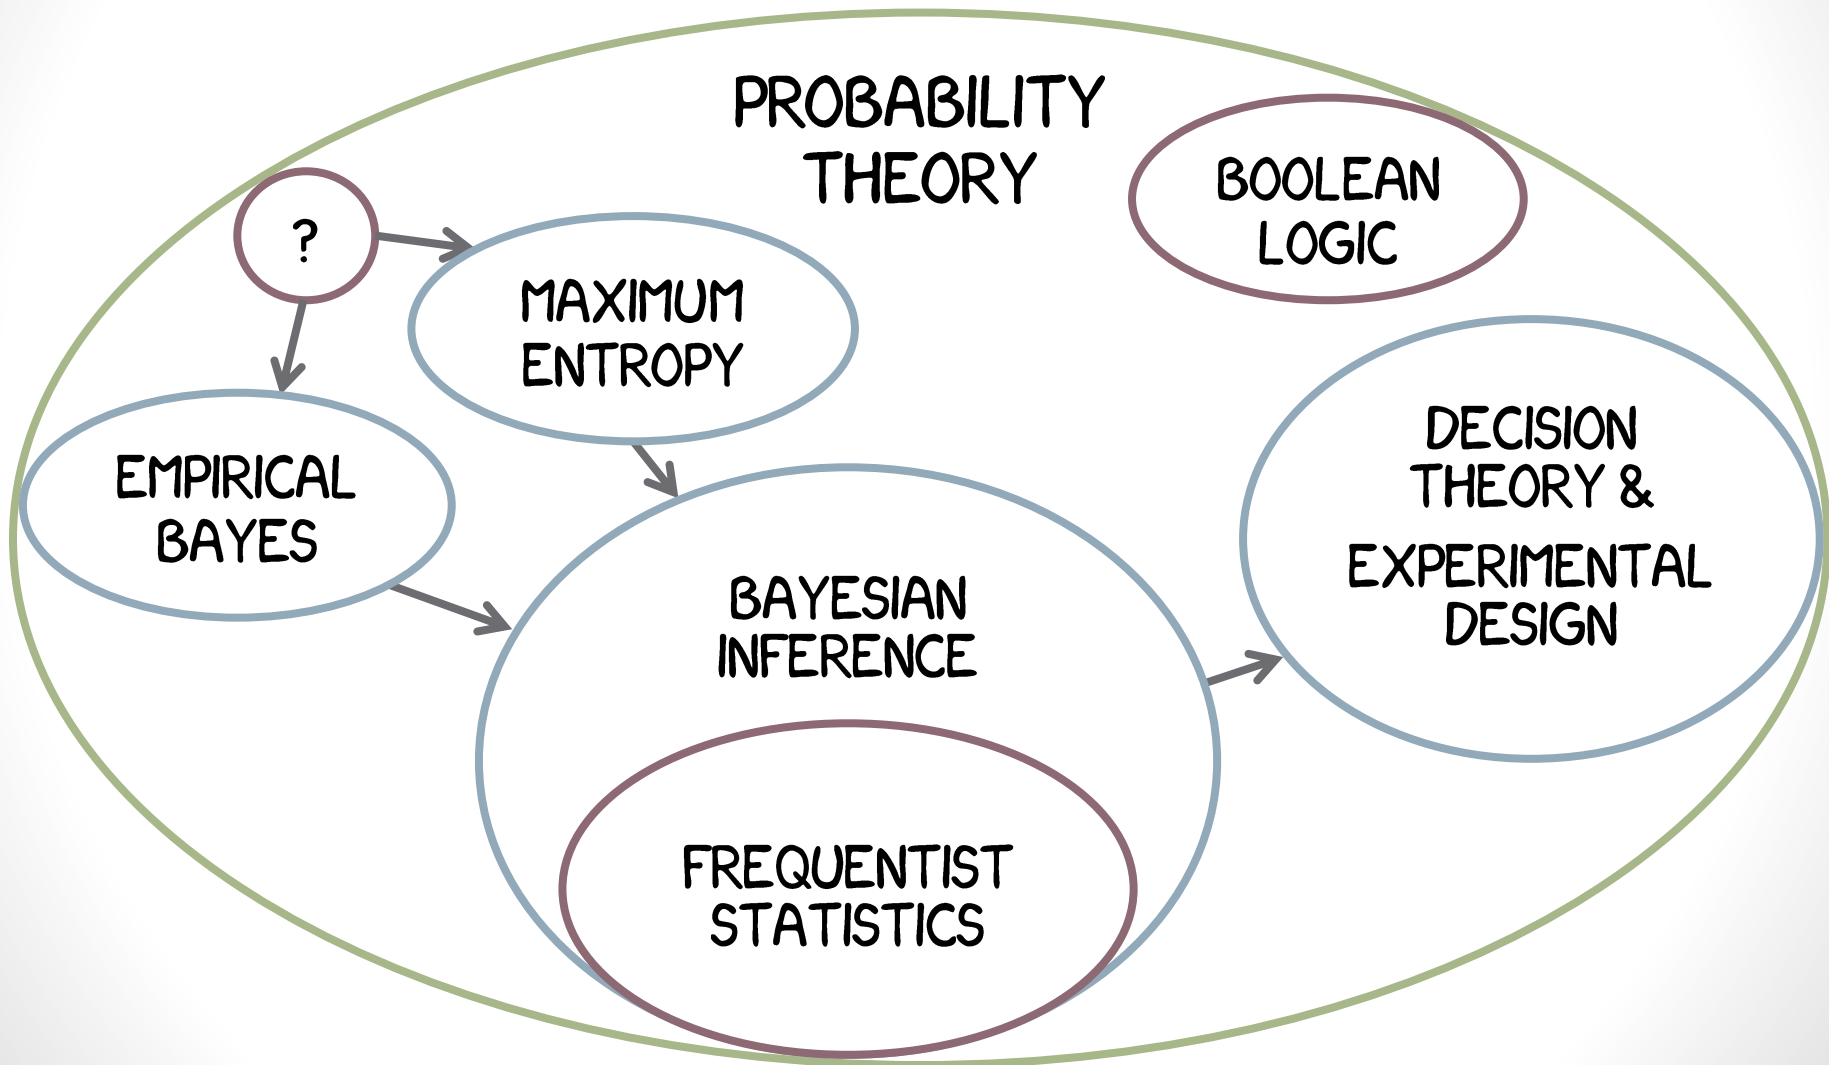 PROBABILITY
THEORY
BOOLEAN
LOGIC
?
MAXIMUM
ENTROPY
EMPIRICAL
BAYES
DECISION
THEORY &
EXPERIMENTAL
DESIGN
BAYESIAN
INFERENCE
FREQUENTIST
STATISTICS